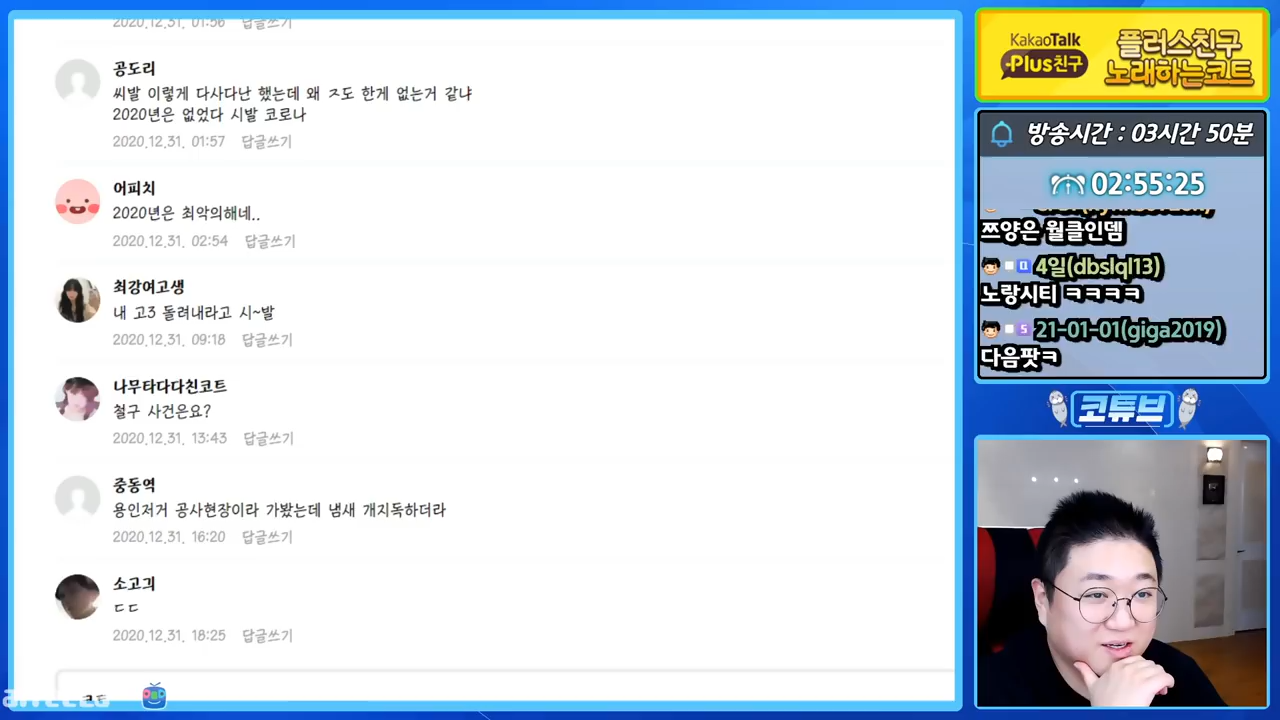 2020.12.31. 01:56 답글쓰기
공도리
씨발 이렇게 다사다난 했는데 왜 ㅈ도 한게 없는거 같냐
2020년은 없었다 시발 코로나
2020.12.31. 01:57 답글쓰기
어피치
2020년은 최악의해네..
2020.12.31. 02:54 답글쓰기
최강여고생
내 고3 돌려내라고 시~발
2020.12.31. 09:18 답글쓰기
나무타다다친코트
철구 사건은요?
2020.12.31. 13:43 답글쓰기
중동역
용인저거 공사현장이라 가봤는데 냄새 개지독하더라
2020.12.31. 16:20 답글쓰기
소고긔
ㄷㄷ
2020.12.31. 18:25 답글쓰기
코트
KakaoTalk
Plus친구
플러스친구
노래하는코트
방송시간 : 03시간 50분
02:55:25
쯔양은 월클인뎀
4일(dbslql13)
노랑시티 ㅋㅋㅋㅋ
S 21-01-01(giga2019)
다음팟ㅋ
코튜브